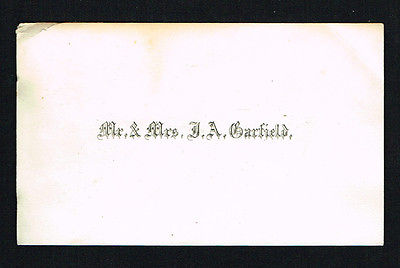 Mr. & Mrs. J. A. Garfield,